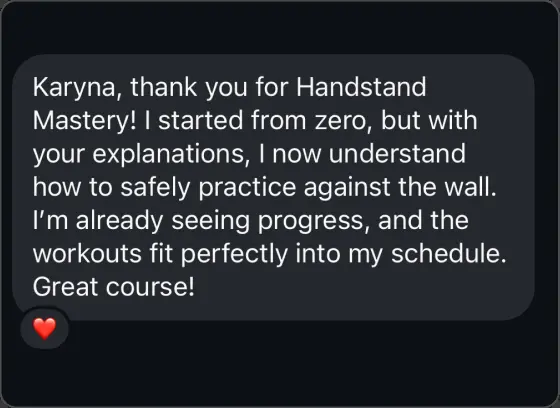 Karyna, thank you for Handstand
Mastery! I started from zero, but with
your explanations, I now understand
how to safely practice against the wall.
I’m already seeing progress, and the
workouts fit perfectly into my schedule.
Great course!